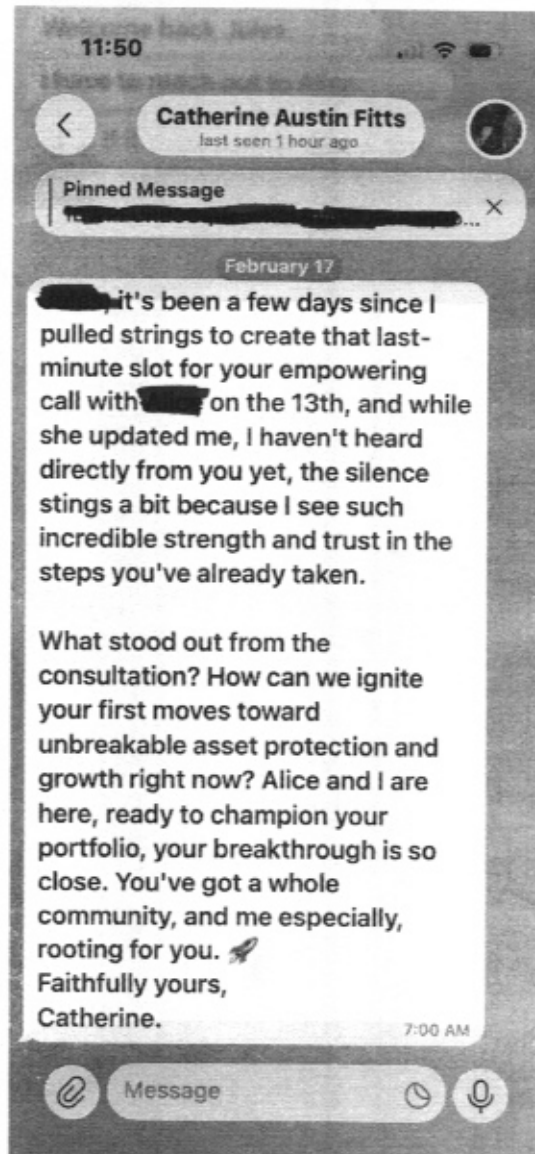 11:50
Catherine Austin Fitts
last seen 1 hour ago
Pinned Message
February 17
it's been a few days since I
pulled strings to create that last-
minute slot for your empowering
call with on the 13th, and while
she updated me, I haven't heard
directly from you yet, the silence
stings a bit because I see such
incredible strength and trust in the
steps you've already taken.
What stood out from the
consultation? How can we ignite
your first moves toward
unbreakable asset protection and
growth right now? Alice and I are
here, ready to champion your
portfolio, your breakthrough is so
close. You've got a whole
community, and me especially,
rooting for you. 🚀
Faithfully yours,
Catherine.
7:00 AM
Message